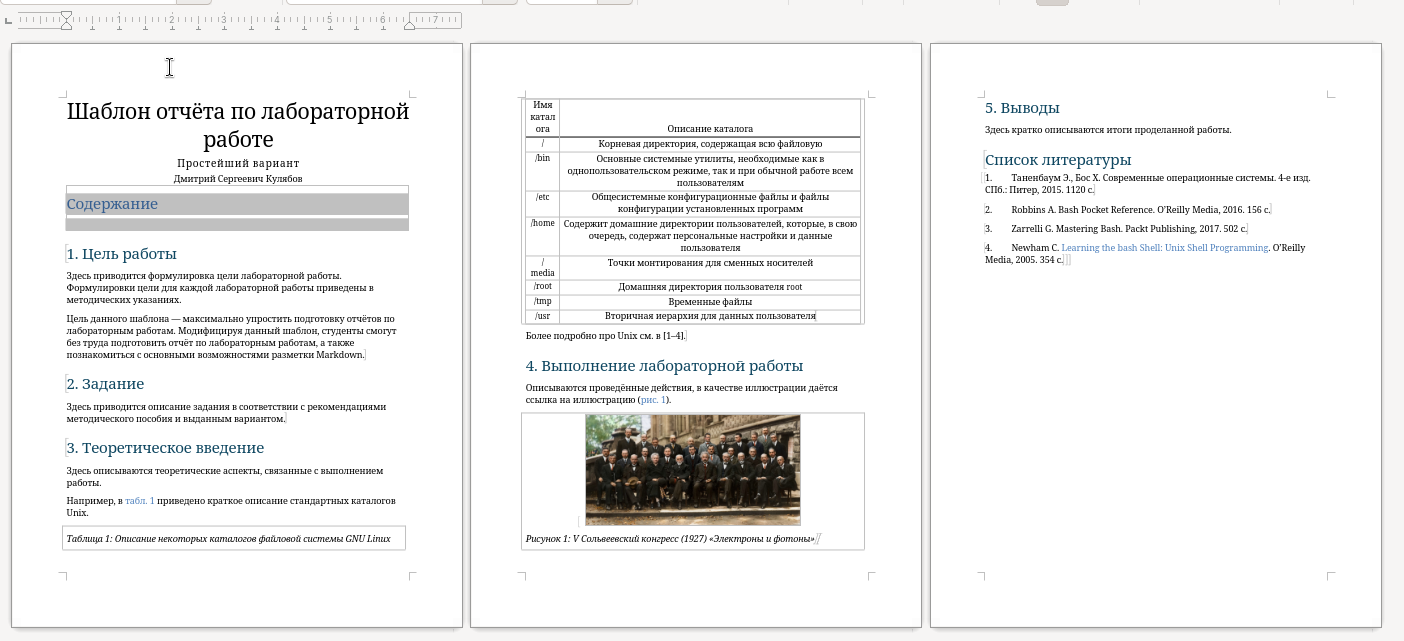 1 2 3 4 5 6 7
Шаблон отчёта по лабораторной
работе
Простейший вариант
Дмитрий Сергеевич Кулябов
Содержание
1. Цель работы
Здесь приводится формулировка цели лабораторной работы.
Формулировки цели для каждой лабораторной работы приведены в
методических указаниях.
Цель данного шаблона — максимально упростить подготовку отчётов по
лабораторным работам. Модифицируя данный шаблон, студенты смогут
без труда подготовить отчёт по лабораторным работам, а также
познакомиться с основными возможностями разметки Markdown.
2. Задание
Здесь приводится описание задания в соответствии с рекомендациями
методического пособия и выданным вариантом.
3. Теоретическое введение
Здесь описываются теоретические аспекты, связанные с выполнением
работы.
Например, в табл. 1 приведено краткое описание стандартных каталогов
Unix.
Таблица 1: Описание некоторых каталогов файловой системы GNU Linux
Имя
катал
ога
Описание каталога
/ Корневая директория, содержащая всю файловую
/bin Основные системные утилиты, необходимые как в
однопользовательском режиме, так и при обычной работе всем
пользователям
/etc Общесистемные конфигурационные файлы и файлы
конфигурации установленных программ
/home Содержит домашние директории пользователей, которые, в свою
очередь, содержат персональные настройки и данные
пользователя
/ Точки монтирования для сменных носителей
media
/root Домашняя директория пользователя root
/tmp Временные файлы
/usr Вторичная иерархия для данных пользователя
Более подробно про Unix см. в [1–4].
4. Выполнение лабораторной работы
Описываются проведённые действия, в качестве иллюстрации даётся
ссылка на иллюстрацию (рис. 1).
Рисунок 1: V Сольвеевский конгресс (1927) «Электроны и фотоны»
5. Выводы
Здесь кратко описываются итоги проделанной работы.
Список литературы
1. Таненбаум Э., Бос Х. Современные операционные системы. 4-е изд.
СПб.: Питер, 2015. 1120 с.
2. Robbins A. Bash Pocket Reference. O'Reilly Media, 2016. 156 с.
3. Zarrelli G. Mastering Bash. Packt Publishing, 2017. 502 с.
4. Newham C. Learning the bash Shell: Unix Shell Programming. O'Reilly
Media, 2005. 354 с.